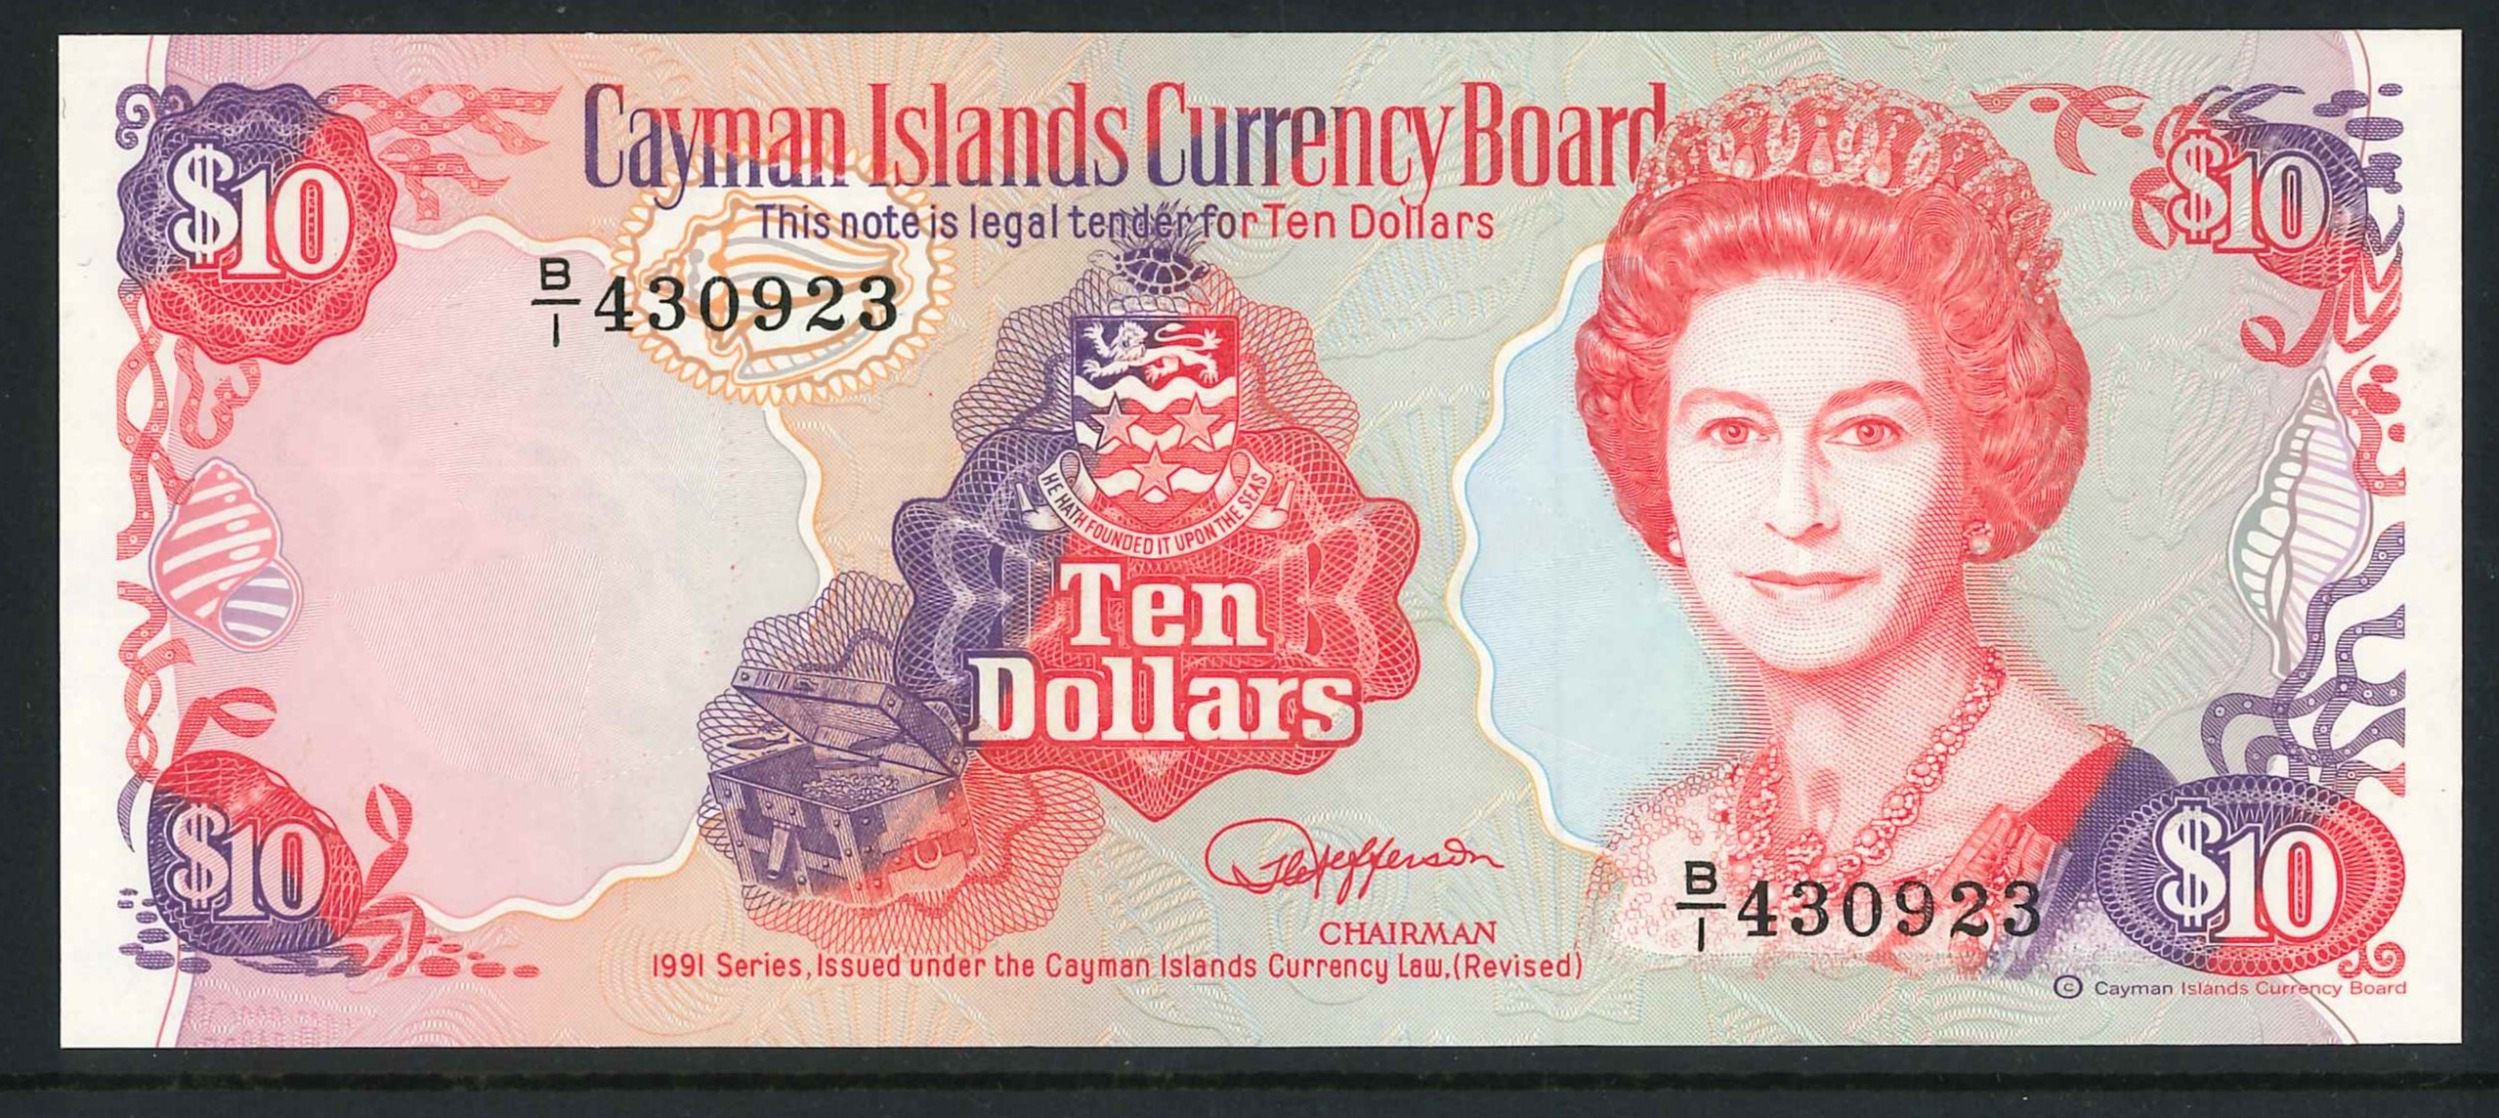 Cayman Islands Currency Board
This note is legal tender for Ten Dollars
$10
$10
B/1 430923
HE HATH FOUNDED IT UPON THE SEAS
Ten
Dollars
$10
$10
CHAIRMAN
B/1 430923
1991 Series, Issued under the Cayman Islands Currency Law, (Revised)
© Cayman Islands Currency Board